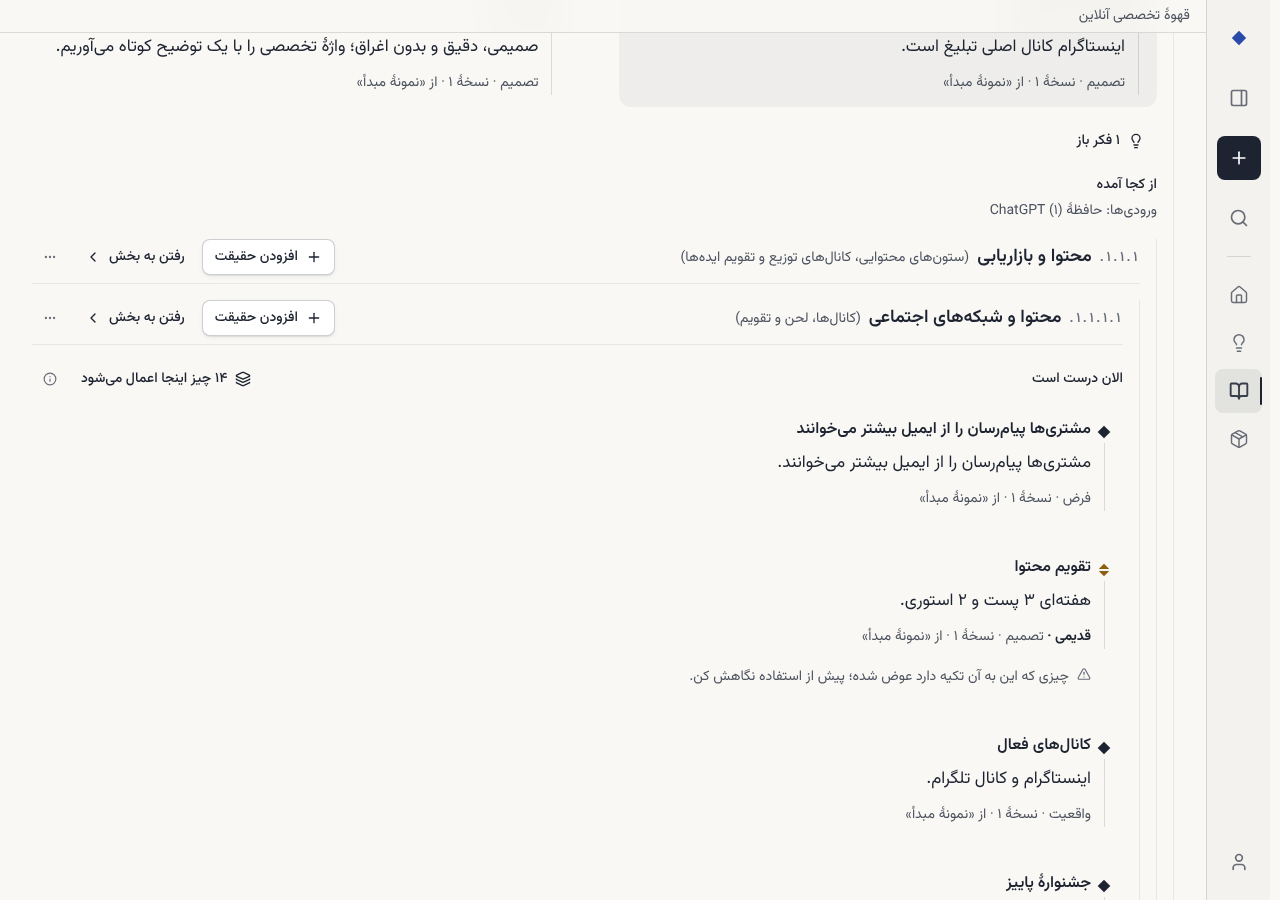 قهوهٔ تخصصی آنلاین
اینستاگرام کانال اصلی تبلیغ است.
تصمیم · نسخهٔ ۱ · از «نمونهٔ مبدأ»
صمیمی، دقیق و بدون اغراق؛ واژهٔ تخصصی را با یک توضیح کوتاه می‌آوریم.
تصمیم · نسخهٔ ۱ · از «نمونهٔ مبدأ»
۱ فکر باز
از کجا آمده
ورودی‌ها: حافظهٔ ChatGPT (۱)
۱.۱.۱. محتوا و بازاریابی (ستون‌های محتوایی، کانال‌های توزیع و تقویم ایده‌ها) افزودن حقیقت رفتن به بخش
۱.۱.۱.۱. محتوا و شبکه‌های اجتماعی (کانال‌ها، لحن و تقویم) افزودن حقیقت رفتن به بخش
الان درست است ۱۴ چیز اینجا اعمال می‌شود
مشتری‌ها پیام‌رسان را از ایمیل بیشتر می‌خوانند
مشتری‌ها پیام‌رسان را از ایمیل بیشتر می‌خوانند.
فرض · نسخهٔ ۱ · از «نمونهٔ مبدأ»
تقویم محتوا
هفته‌ای ۳ پست و ۲ استوری.
قدیمی · تصمیم · نسخهٔ ۱ · از «نمونهٔ مبدأ»
چیزی که این به آن تکیه دارد عوض شده؛ پیش از استفاده نگاهش کن.
کانال‌های فعال
اینستاگرام و کانال تلگرام.
واقعیت · نسخهٔ ۱ · از «نمونهٔ مبدأ»
جشنوارهٔ پاییز